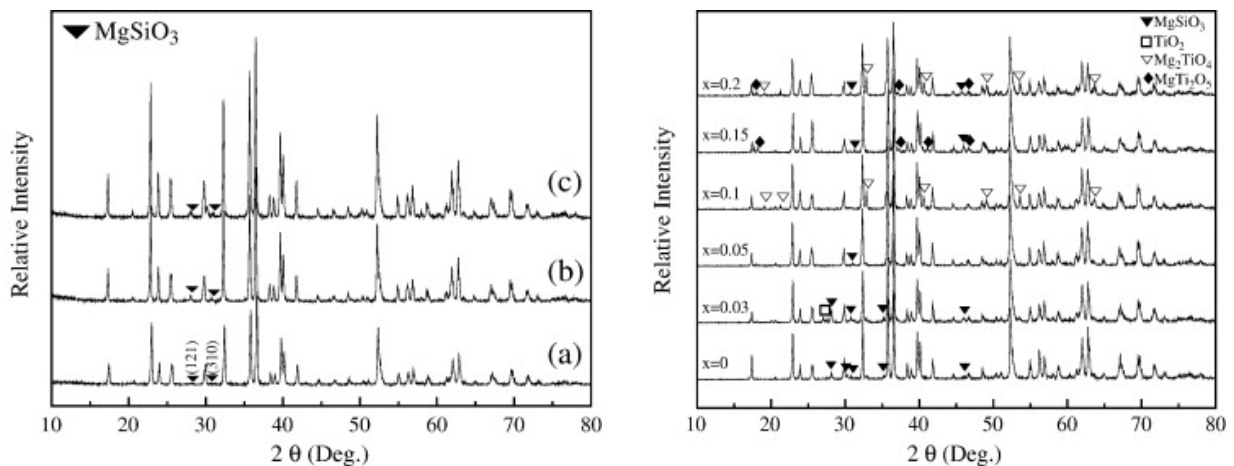 ▼ MgSiO₃
(c)
(b)
(a)
(121)
(310)
Relative Intensity
10 20 30 40 50 60 70 80
2 θ (Deg.)
▼MgSiO₃
□TiO₂
▽Mg₂TiO₄
◆MgTi₂O₅
x=0.2
x=0.15
x=0.1
x=0.05
x=0.03
x=0
Relative Intensity
10 20 30 40 50 60 70 80
2 θ (Deg.)